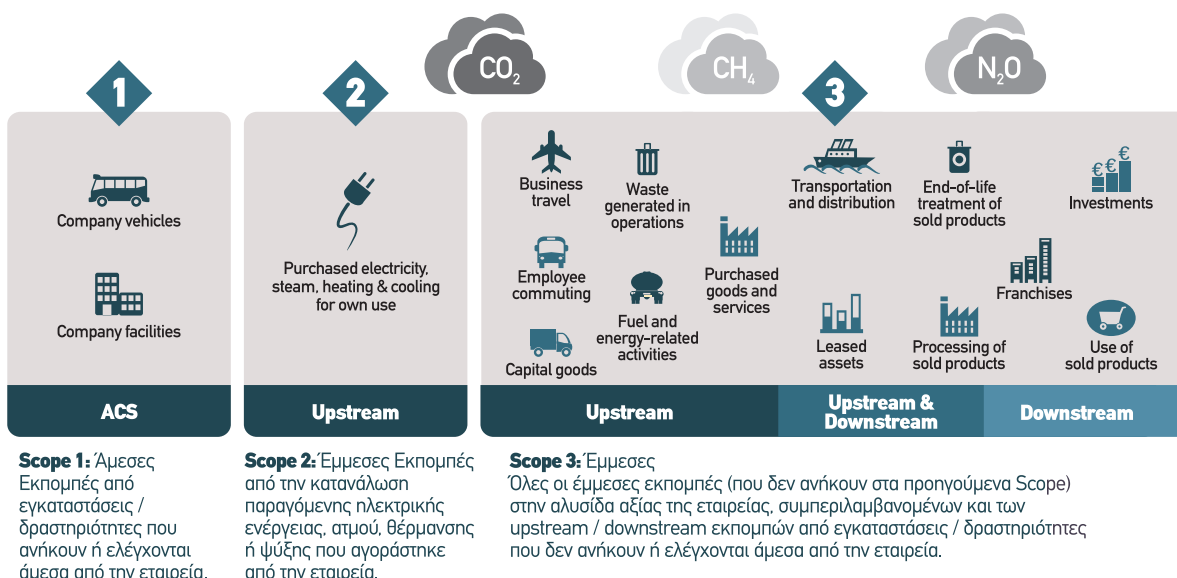 CO₂
CH₄
N₂O
1
2
3
Company vehicles
Company facilities
ACS
Purchased electricity,
steam, heating & cooling
for own use
Upstream
Business
travel
Waste
generated in
operations
Employee
commuting
Fuel and
energy-related
activities
Purchased
goods and
services
Capital goods
Upstream
Transportation
and distribution
End-of-life
treatment of
sold products
€ € €
Investments
Franchises
Leased
assets
Processing of
sold products
Use of
sold products
Upstream &
Downstream
Downstream
Scope 1: Άμεσες
Εκπομπές από
εγκαταστάσεις /
δραστηριότητες που
ανήκουν ή ελέγχονται
άμεσα από την εταιρεία.
Scope 2: Έμμεσες Εκπομπές
από την κατανάλωση
παραγόμενης ηλεκτρικής
ενέργειας, ατμού, θέρμανσης
ή ψύξης που αγοράστηκε
από την εταιρεία.
Scope 3: Έμμεσες
Όλες οι έμμεσες εκπομπές (που δεν ανήκουν στα προηγούμενα Scope)
στην αλυσίδα αξίας της εταιρείας, συμπεριλαμβανομένων και των
upstream / downstream εκπομπών από εγκαταστάσεις / δραστηριότητες
που δεν ανήκουν ή ελέγχονται άμεσα από την εταιρεία.